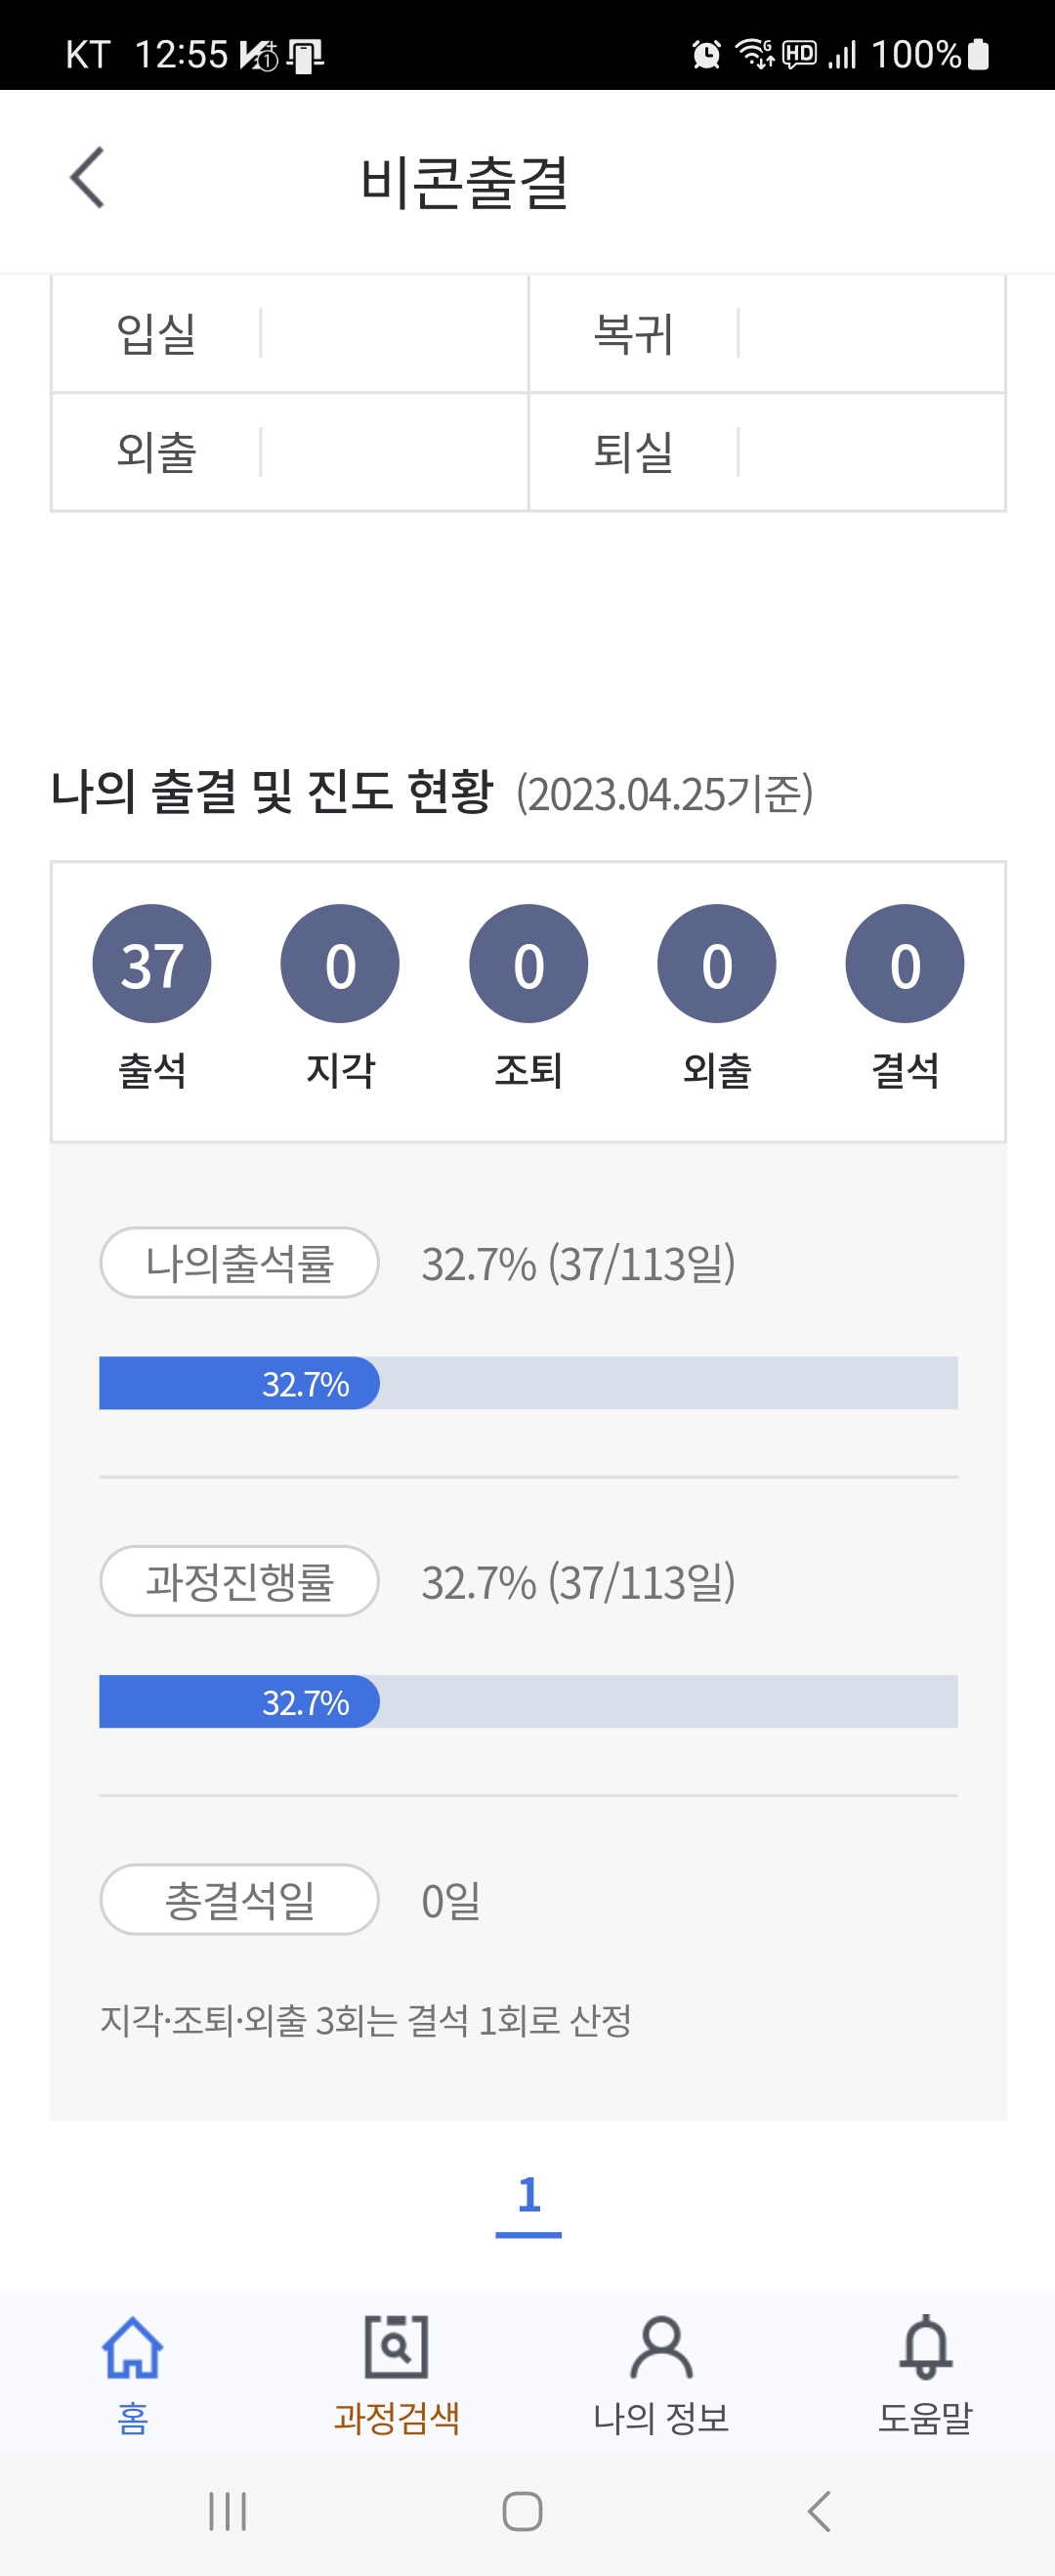 KT 12:55 HD 100%
비콘출결
입실 복귀
외출 퇴실
나의 출결 및 진도 현황 (2023.04.25기준)
37 0 0 0 0
출석 지각 조퇴 외출 결석
나의출석률 32.7% (37/113일)
32.7%
과정진행률 32.7% (37/113일)
32.7%
총결석일 0일
지각·조퇴·외출 3회는 결석 1회로 산정
1
홈 과정검색 나의 정보 도움말